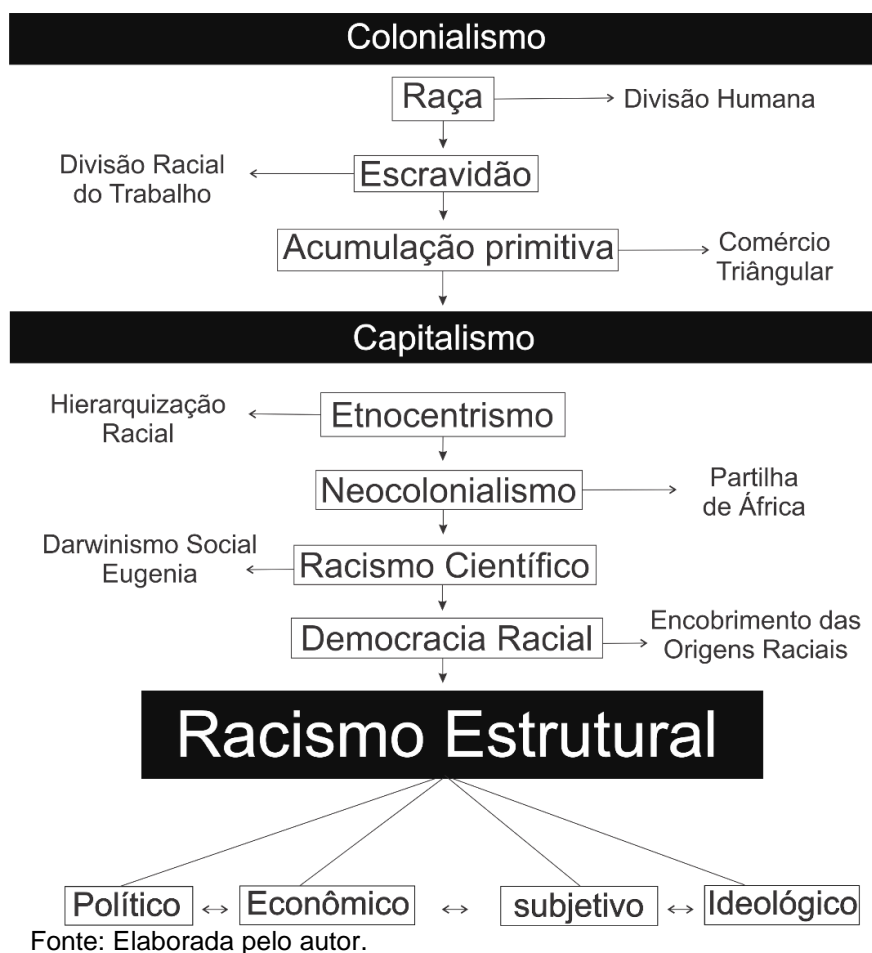 Colonialismo
Raça
Divisão Humana
Divisão Racial
do Trabalho
Escravidão
Acumulação primitiva
Comércio
Triângular
Capitalismo
Hierarquização
Racial
Etnocentrismo
Neocolonialismo
Partilha
de África
Darwinismo Social
Eugenia
Racismo Científico
Democracia Racial
Encobrimento das
Origens Raciais
Racismo Estrutural
Político
Econômico
subjetivo
Ideológico
Fonte: Elaborada pelo autor.